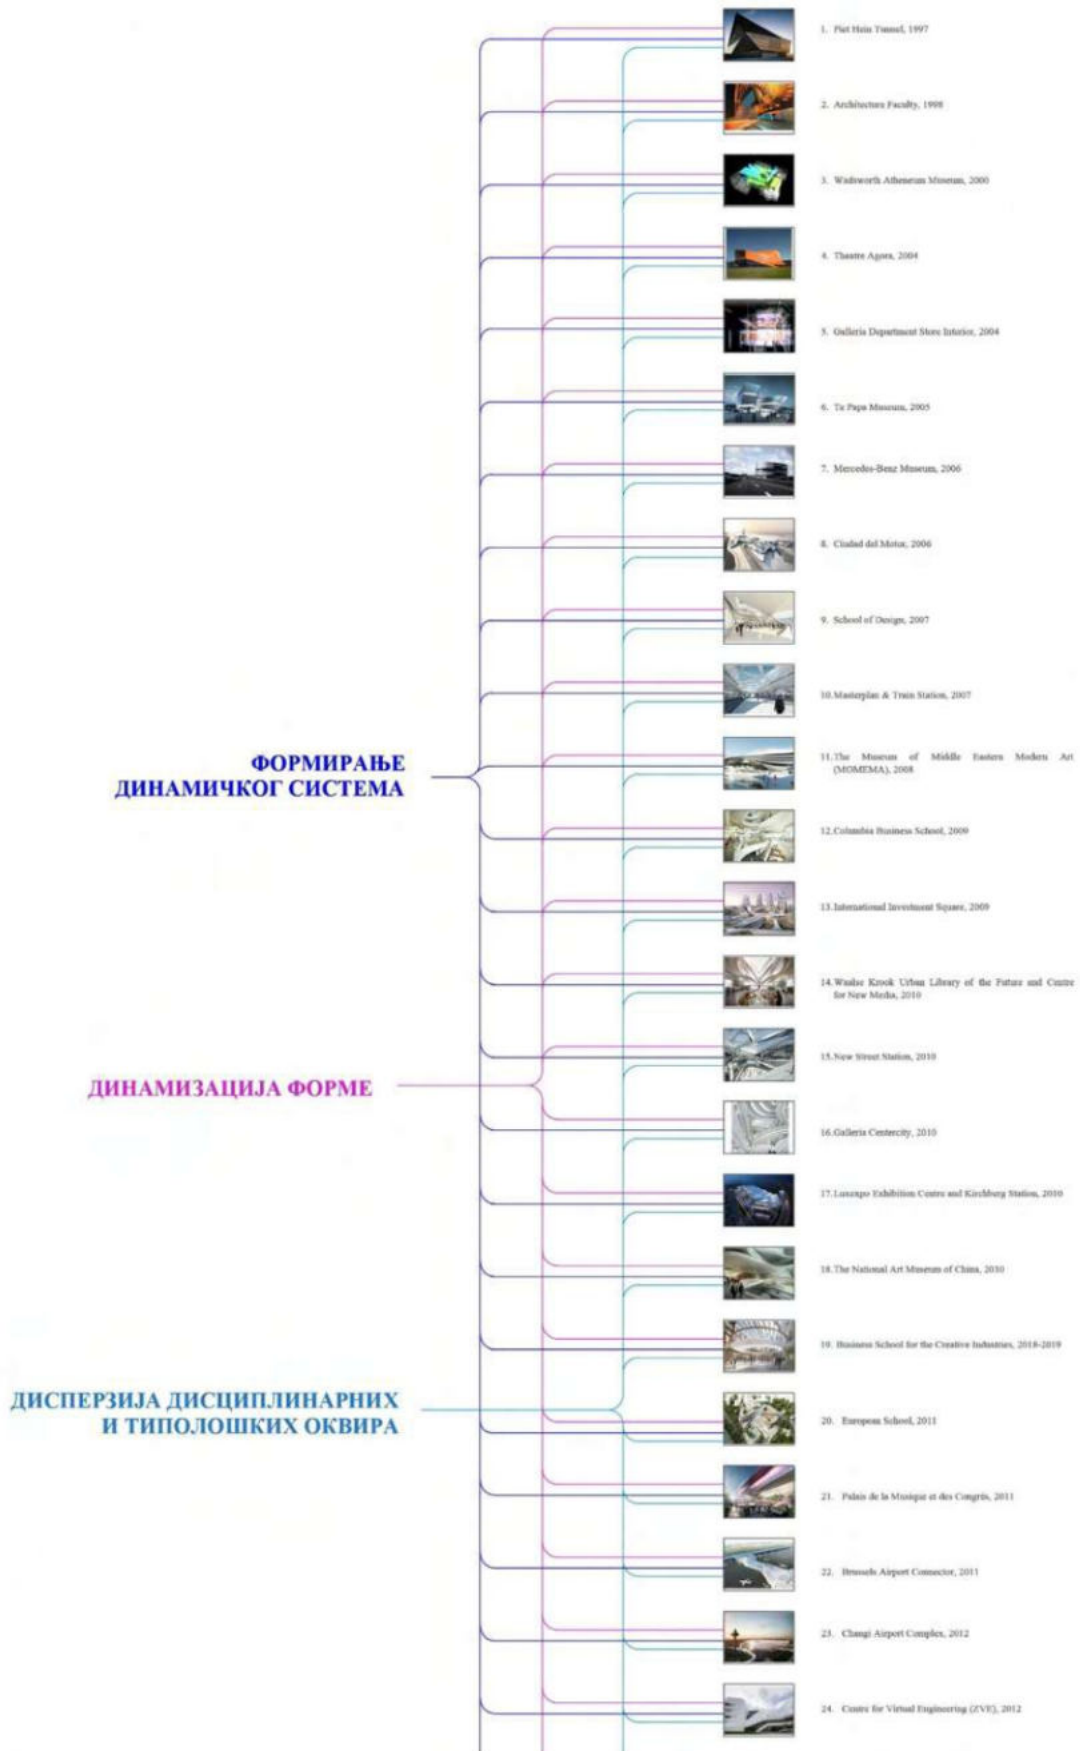 1. Piet Hein Tunnel, 1997
2. Architectura Faculty, 1998
3. Wadsworth Atheneum Museum, 2000
4. Theatre Agora, 2004
5. Galleria Department Store Interior, 2004
6. Te Papa Museum, 2005
7. Mercedes-Benz Museum, 2006
8. Ciudad del Motor, 2006
9. School of Design, 2007
10.Masterplan & Train Station, 2007
ФОРМИРАЊЕ
ДИНАМИЧКОГ СИСТЕМА
11.The Museum of Middle Eastern Modern Art
(MOMEMA), 2008
12.Columbia Business School, 2009
13.International Investment Square, 2009
14.Waalse Krook Urban Library of the Future and Centre
for New Media, 2010
15.New Street Station, 2010
ДИНАМИЗАЦИЈА ФОРМЕ
16.Galleria Centercity, 2010
17.Luxexpo Exhibition Centre and Kirchberg Station, 2010
18.The National Art Museum of China, 2010
19. Business School for the Creative Industries, 2018-2019
ДИСПЕРЗИЈА ДИСЦИПЛИНАРНИХ
И ТИПОЛОШКИХ ОКВИРА
20. European School, 2011
21. Palais de la Musique et des Congrès, 2011
22. Brussels Airport Connector, 2011
23. Changi Airport Complex, 2012
24. Centre for Virtual Engineering (ZVE), 2012